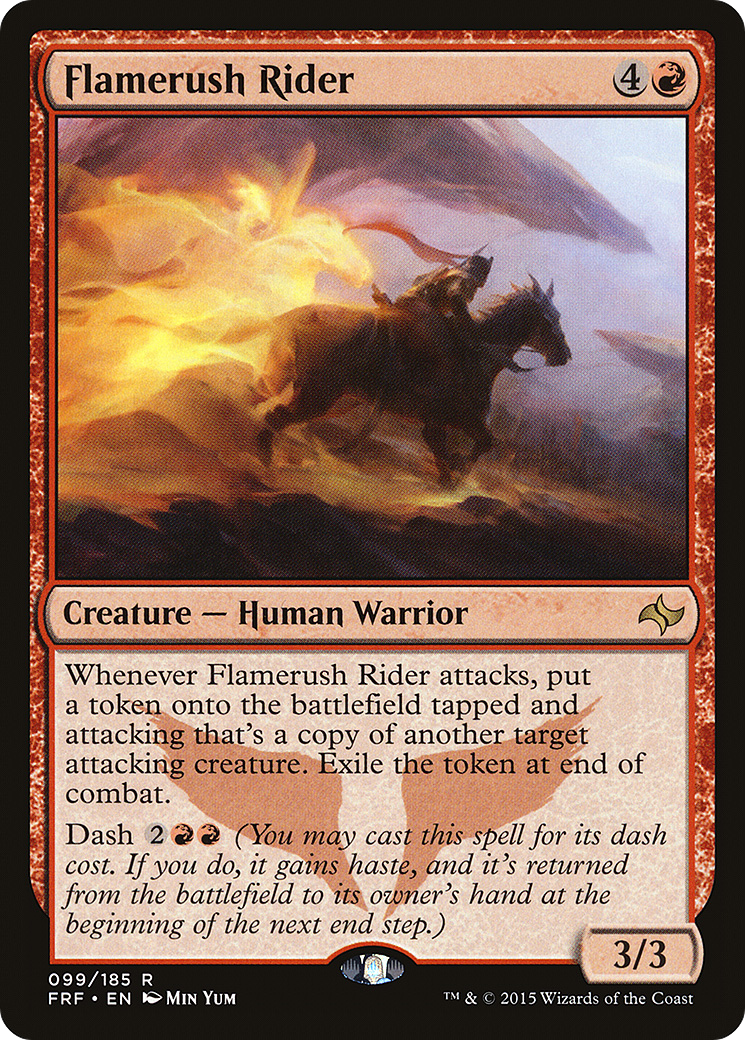 Flamerush Rider 4
Creature — Human Warrior
Whenever Flamerush Rider attacks, put
a token onto the battlefield tapped and
attacking that's a copy of another target
attacking creature. Exile the token at end of
combat.
Dash 2 (You may cast this spell for its dash
cost. If you do, it gains haste, and it's returned
from the battlefield to its owner's hand at the
beginning of the next end step.)
3/3
099/185 R
FRF • EN Min Yum
™ & © 2015 Wizards of the Coast